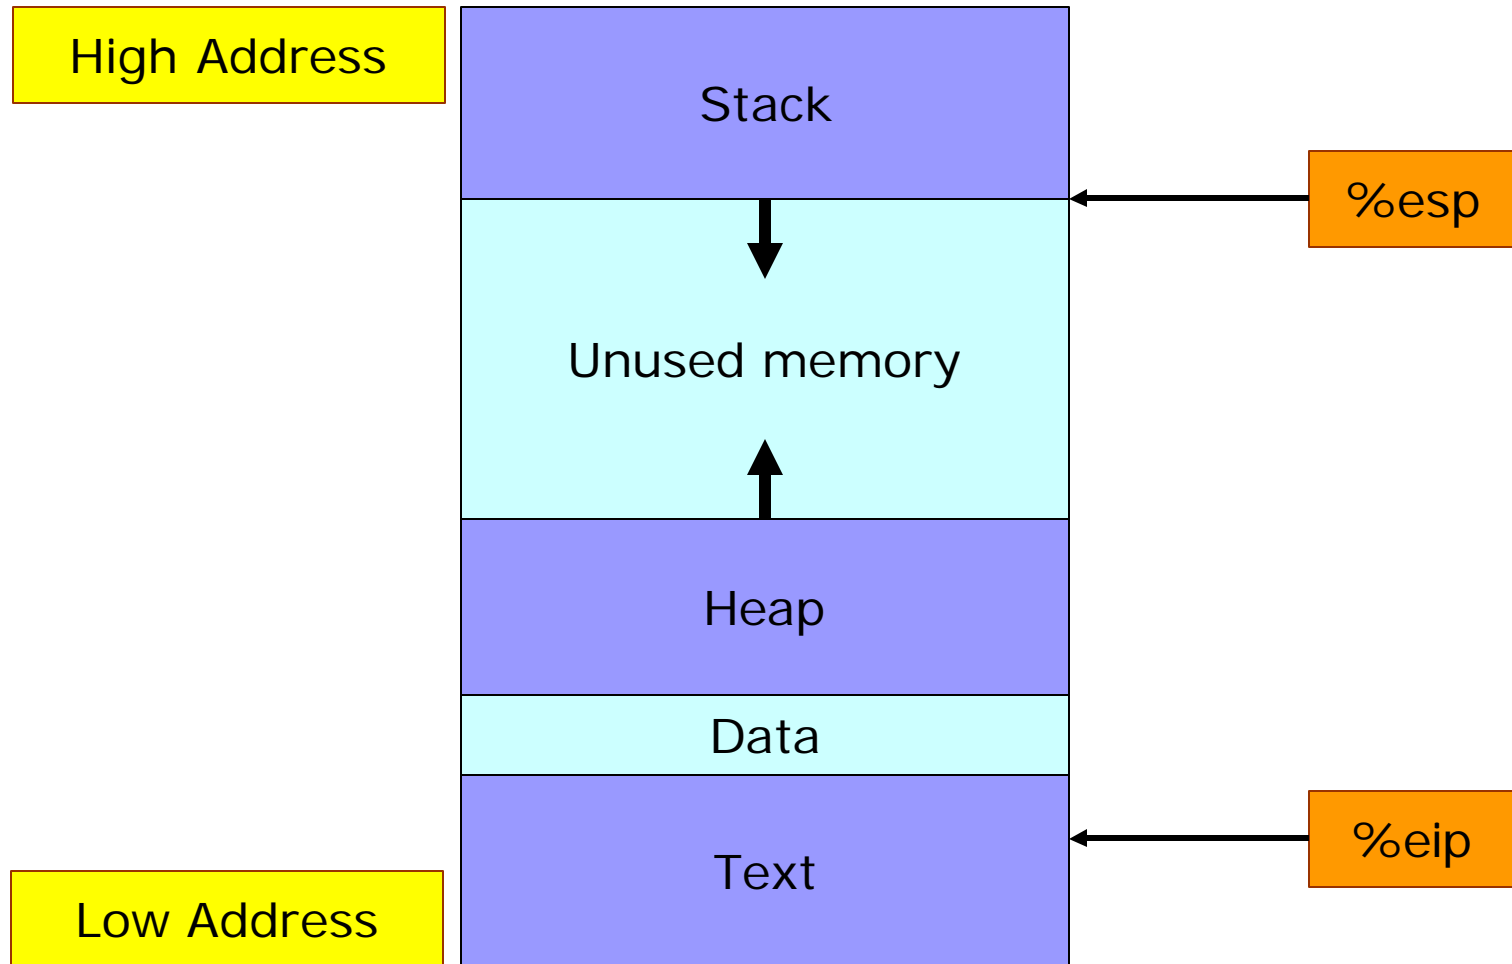 High Address
Stack
%esp
Unused memory
Heap
Data
%eip
Text
Low Address